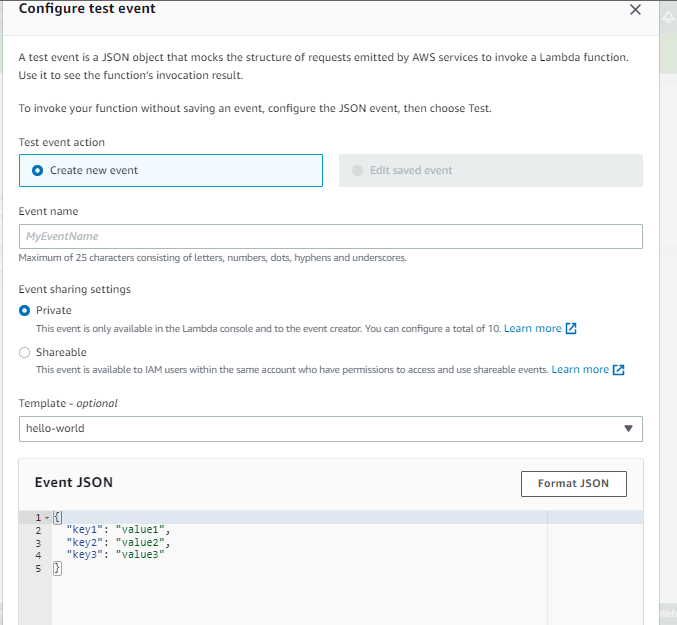 Configure test event
A test event is a JSON object that mocks the structure of requests emitted by AWS services to invoke a Lambda function.
Use it to see the function's invocation result.
To invoke your function without saving an event, configure the JSON event, then choose Test.
Test event action
Create new event
Edit saved event
Event name
MyEventName
Maximum of 25 characters consisting of letters, numbers, dots, hyphens and underscores.
Event sharing settings
Private
This event is only available in the Lambda console and to the event creator. You can configure a total of 10. Learn more
Shareable
This event is available to IAM users within the same account who have permissions to access and use shareable events. Learn more
Template - optional
hello-world
Event JSON
Format JSON
1 {
2 "key1": "value1",
3 "key2": "value2",
4 "key3": "value3"
5 }